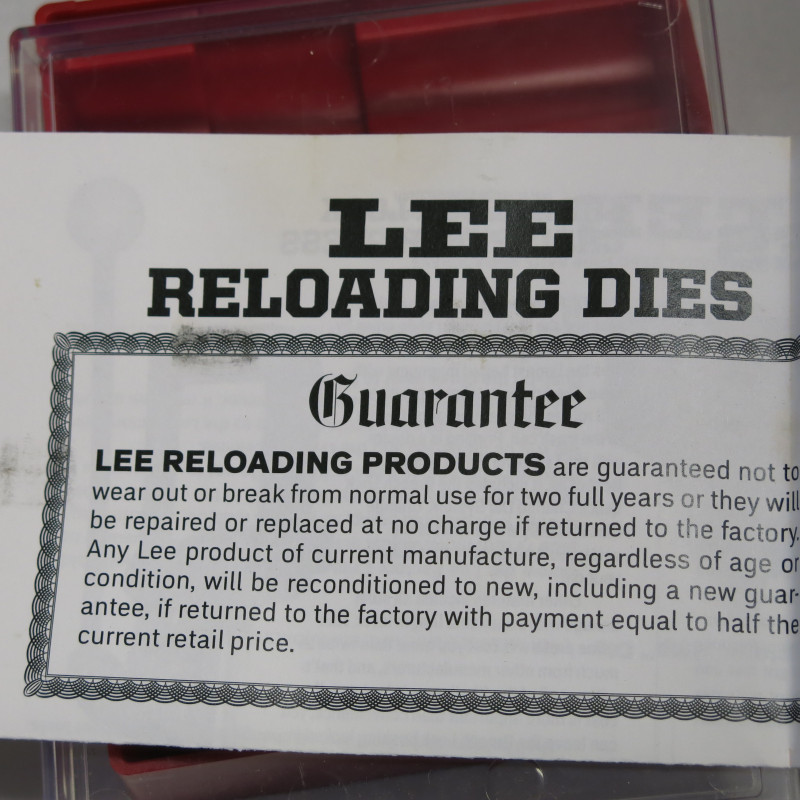 LEE
RELOADING DIES
Guarantee
LEE RELOADING PRODUCTS are guaranteed not to
wear out or break from normal use for two full years or they will
be repaired or replaced at no charge if returned to the factory.
Any Lee product of current manufacture, regardless of age or
condition, will be reconditioned to new, including a new guar-
antee, if returned to the factory with payment equal to half the
current retail price.